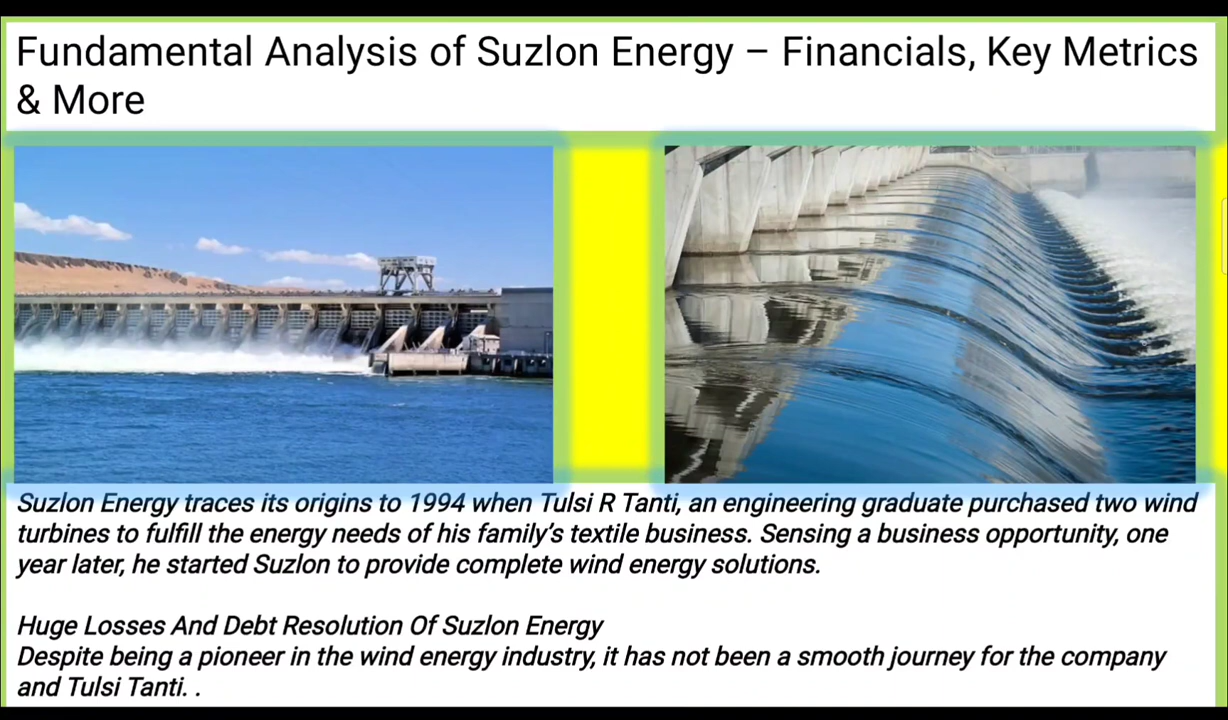 Fundamental Analysis of Suzlon Energy – Financials, Key Metrics
& More
Suzlon Energy traces its origins to 1994 when Tulsi R Tanti, an engineering graduate purchased two wind
turbines to fulfill the energy needs of his family’s textile business. Sensing a business opportunity, one
year later, he started Suzlon to provide complete wind energy solutions.
Huge Losses And Debt Resolution Of Suzlon Energy
Despite being a pioneer in the wind energy industry, it has not been a smooth journey for the company
and Tulsi Tanti. .